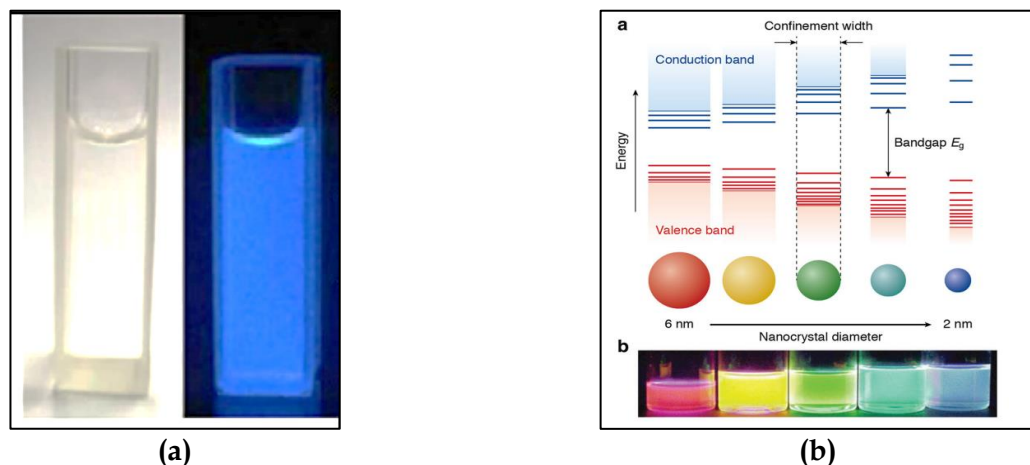 a
Confinement width
Conduction band
Energy
Bandgap Eg
Valence band
6 nm
2 nm
Nanocrystal diameter
b
(a)
(b)